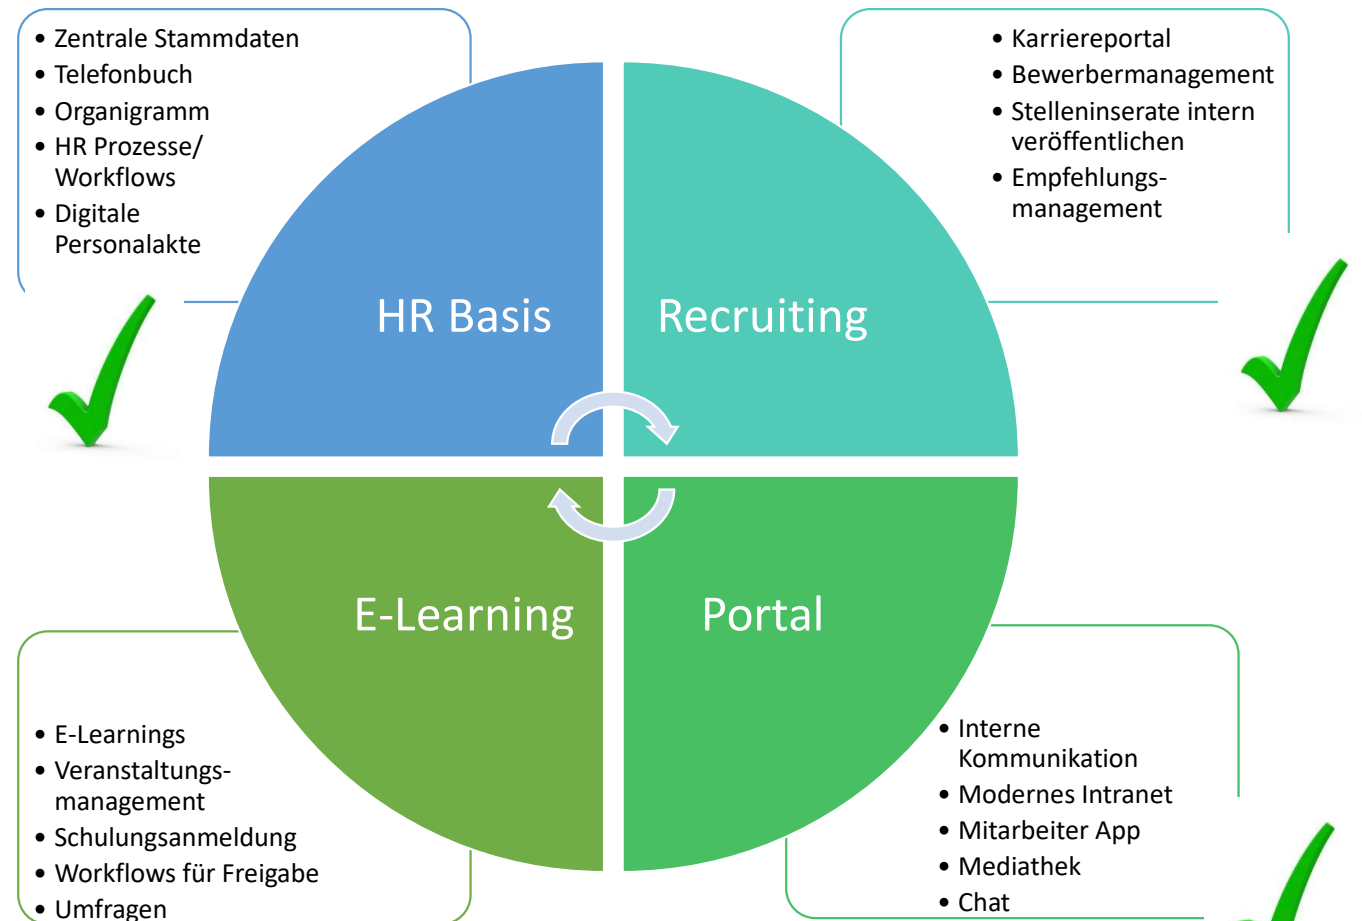 • Zentrale Stammdaten
• Telefonbuch
• Organigramm
• HR Prozesse/
Workflows
• Digitale
Personalakte
• Karriereportal
• Bewerbermanagement
• Stelleninserate intern
veröffentlichen
• Empfehlungs-
management
HR Basis
Recruiting
E-Learning
Portal
• E-Learnings
• Veranstaltungs-
management
• Schulungsanmeldung
• Workflows für Freigabe
• Umfragen
• Interne
Kommunikation
• Modernes Intranet
• Mitarbeiter App
• Mediathek
• Chat